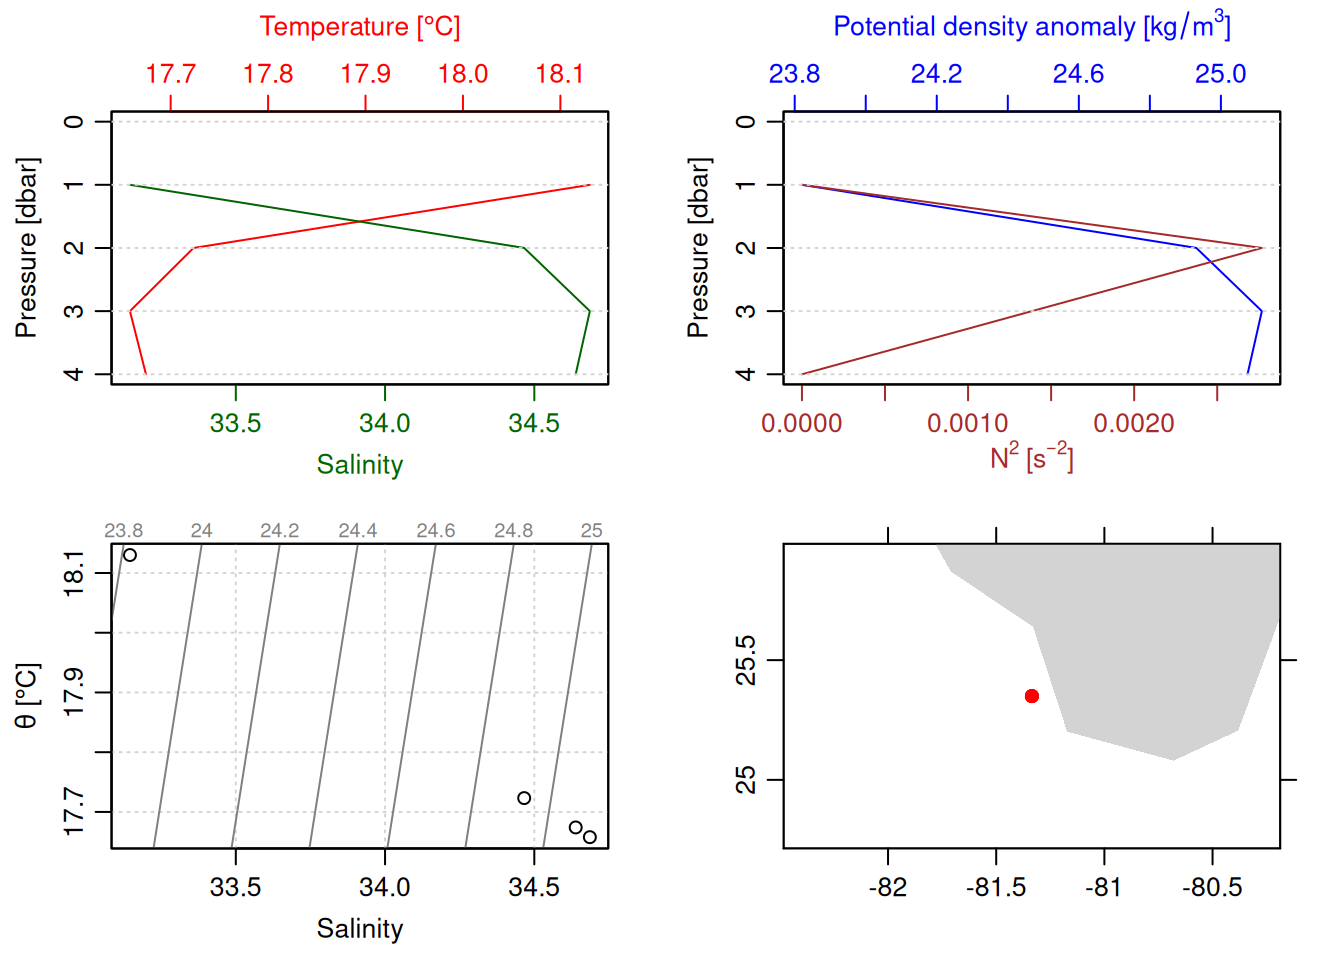 Temperature [°C]
17.7 17.8 17.9 18.0 18.1
0
1
2
3
4
Pressure [dbar]
33.5 34.0 34.5
Salinity
Potential density anomaly [kg/m³]
23.8 24.2 24.6 25.0
0
1
2
3
4
Pressure [dbar]
0.0000 0.0010 0.0020
N² [s⁻²]
23.8 24 24.2 24.4 24.6 24.8 25
18.1
17.9
17.7
θ [°C]
33.5 34.0 34.5
Salinity
25.5
25
-82 -81.5 -81 -80.5